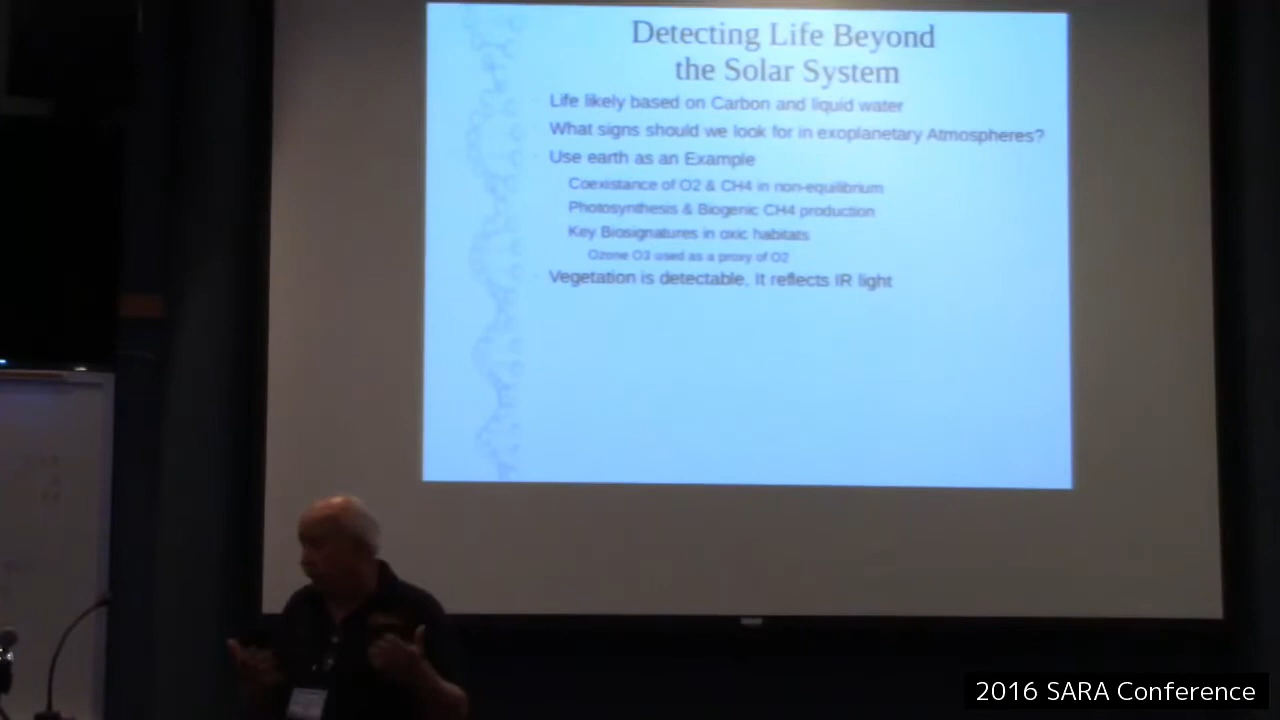 Detecting Life Beyond
the Solar System
Life likely based on Carbon and liquid water
What signs should we look for in exoplanetary Atmospheres?
Use earth as an Example
Coexistance of O2 & CH4 in non-equilibrium
Photosynthesis & Biogenic CH4 production
Key Biosignatures in oxic habitats
Ozone O3 used as a proxy of O2
Vegetation is detectable, It reflects IR light
2016 SARA Conference